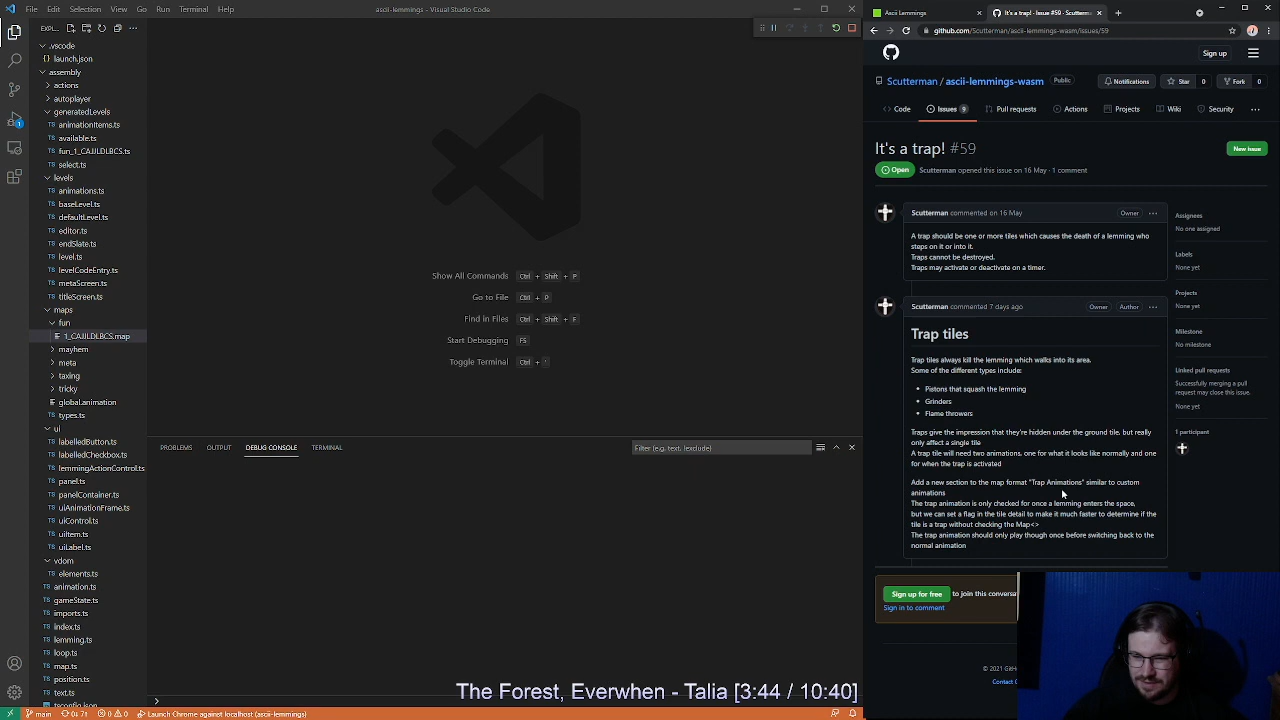 File Edit Selection View Go Run Terminal Help
ascii-lemmings - Visual Studio Code
EXPL...
.vscode
launch.json
assembly
actions
autoplayer
generatedLevels
animationItems.ts
available.ts
fun_1_CAJJLDLBCS.ts
select.ts
levels
animations.ts
baseLevel.ts
defaultLevel.ts
editor.ts
endSlate.ts
level.ts
levelCodeEntry.ts
titleScreen.ts
maps
fun
1_CAJJLDLBCS.map
mayhem
meta
taxing
tricky
globalanimation
types.ts
ui
labelledButton.ts
labelledCheckbox.ts
lemmingActionControl.ts
panel.ts
panelContainer.ts
uiAnimationFrame.ts
uiControl.ts
uiItem.ts
uiLabel.ts
vdom
elements.ts
animation.ts
gameState.ts
imports.ts
index.ts
lemming.ts
loop.ts
map.ts
position.ts
text.ts
tsconfig.json
1
Show All Commands Ctrl + Shift + P
Go to File Ctrl + P
Find in Files Ctrl + Shift + F
Start Debugging F5
Toggle Terminal Ctrl + '
PROBLEMS OUTPUT DEBUG CONSOLE TERMINAL
Filter (e.g. text, !exclude)
The Forest, Everwhen - Talia [3:44 / 10:40]
main 0↓ 7↑ 0 0 Launch Chrome against localhost (ascii-lemmings)
Ascii Lemmings
It's a trap! · Issue #59 · Scutterm
github.com/Scutterman/ascii-lemmings-wasm/issues/59
Sign up
Scutterman / ascii-lemmings-wasm Public
Notifications Star 0 Fork 0
Code Issues 9 Pull requests Actions Projects Wiki Security ...
It's a trap! #59
New issue
Open Scutterman opened this issue on 16 May · 1 comment
Scutterman commented on 16 May Owner ...
A trap should be one or more tiles which causes the death of a lemming who
steps on it or into it.
Traps cannot be destroyed.
Traps may activate or deactivate on a timer.
Scutterman commented 7 days ago Owner Author ...
Trap tiles
Trap tiles always kill the lemming which walks into its area.
Some of the different types include:
• Pistons that squash the lemming
• Grinders
• Flame throwers
Traps give the impression that they're hidden under the ground tile, but really
only affect a single tile
A trap tile will need two animations, one for what it looks like normally and one
for when the trap is activated
Add a new section to the map format "Trap Animations" similar to custom
animations
The trap animation is only checked for once a lemming enters the space,
but we can set a flag in the tile detail to make it much faster to determine if the
tile is a trap without checking the Map<>
The trap animation should only play though once before switching back to the
normal animation
Assignees
No one assigned
Labels
None yet
Projects
None yet
Milestone
No milestone
Linked pull requests
Successfully merging a pull
request may close this issue.
None yet
1 participant
Sign up for free to join this conversa
Sign in to comment
© 2021 GitH
Contact G